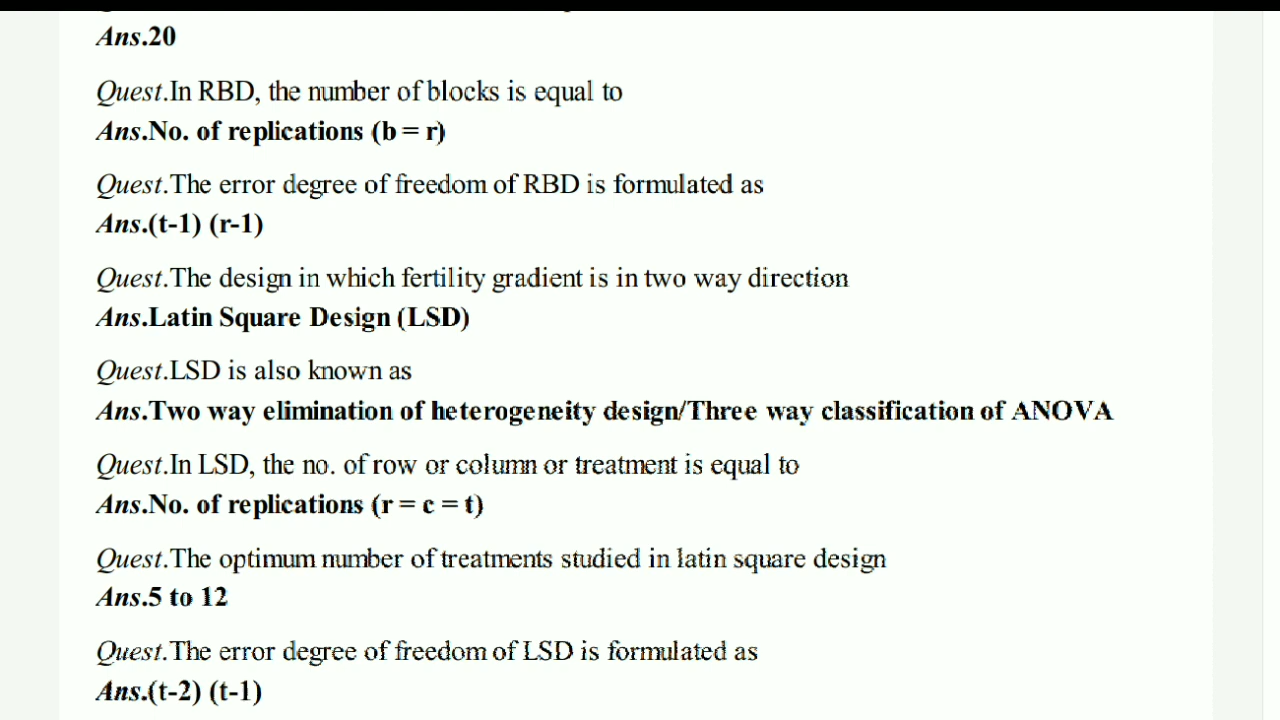 Ans.20
Quest.In RBD, the number of blocks is equal to
Ans.No. of replications (b = r)
Quest.The error degree of freedom of RBD is formulated as
Ans.(t-1) (r-1)
Quest.The design in which fertility gradient is in two way direction
Ans.Latin Square Design (LSD)
Quest.LSD is also known as
Ans.Two way elimination of heterogeneity design/Three way classification of ANOVA
Quest.In LSD, the no. of row or column or treatment is equal to
Ans.No. of replications (r = c = t)
Quest.The optimum number of treatments studied in latin square design
Ans.5 to 12
Quest.The error degree of freedom of LSD is formulated as
Ans.(t-2) (t-1)